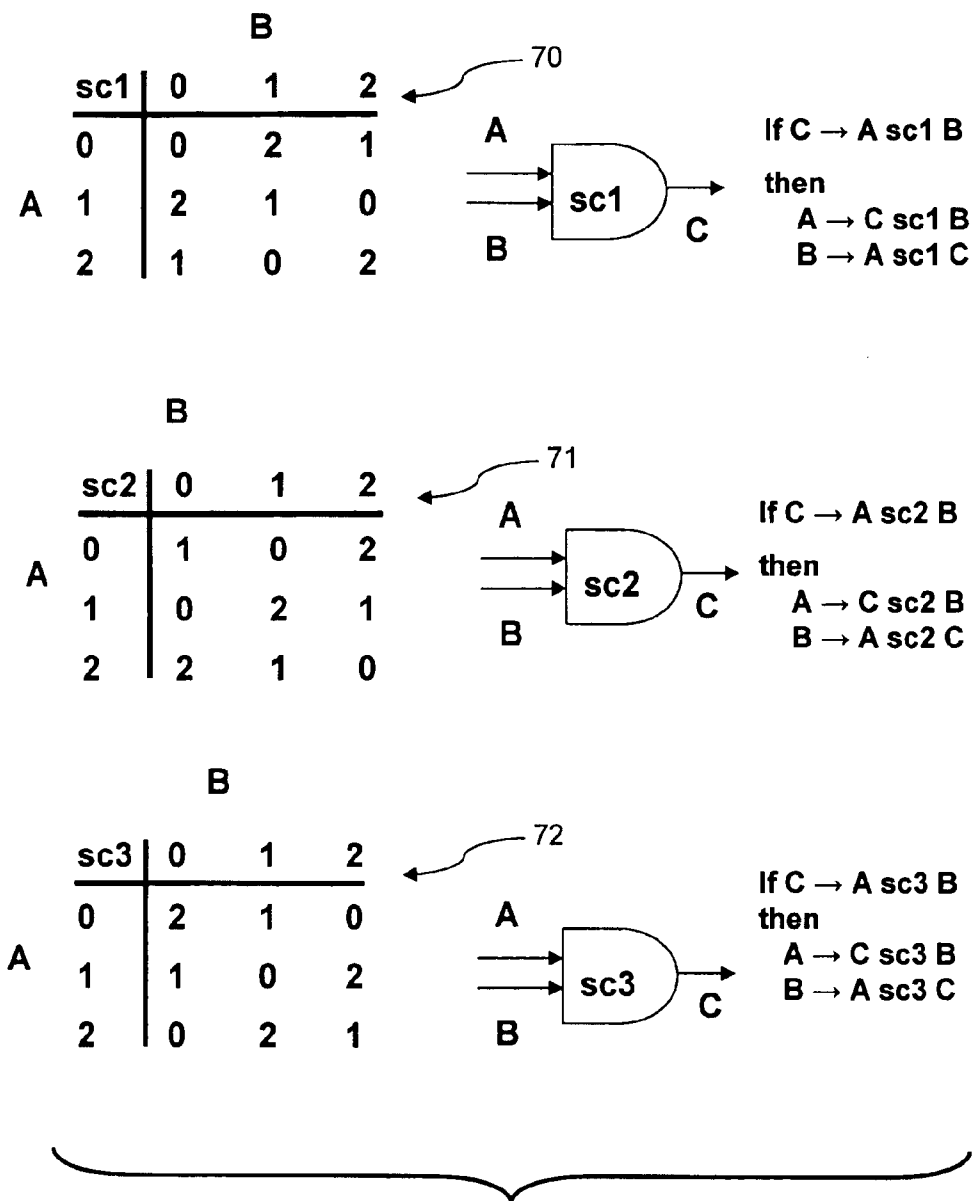 B
70
sc1 0 1 2
0 0 2 1
A 1 2 1 0
2 1 0 2
A
B
sc1
C
If C → A sc1 B
then
A → C sc1 B
B → A sc1 C
B
71
sc2 0 1 2
0 1 0 2
A
1 0 2 1
2 2 1 0
A
B
sc2
C
If C → A sc2 B
then
A → C sc2 B
B → A sc2 C
B
72
sc3 0 1 2
0 2 1 0
A
1 1 0 2
2 0 2 1
A
B
sc3
C
If C → A sc3 B
then
A → C sc3 B
B → A sc3 C